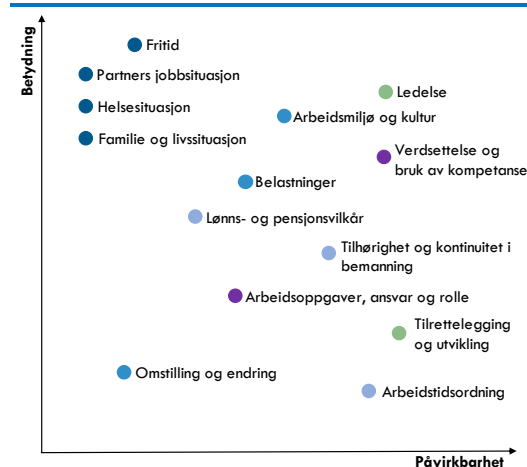 Betydning
Fritid
Partners jobbsituasjon
Helsesituasjon
Familie og livssituasjon
Ledelse
Arbeidsmiljø og kultur
Verdsettelse og
bruk av kompetanse
Belastninger
Lønns- og pensjonsvilkår
Tilhørighet og kontinuitet i
bemanning
Arbeidsoppgaver, ansvar og rolle
Tilrettelegging
og utvikling
Omstilling og endring
Arbeidstidsordning
Påvirkbarhet